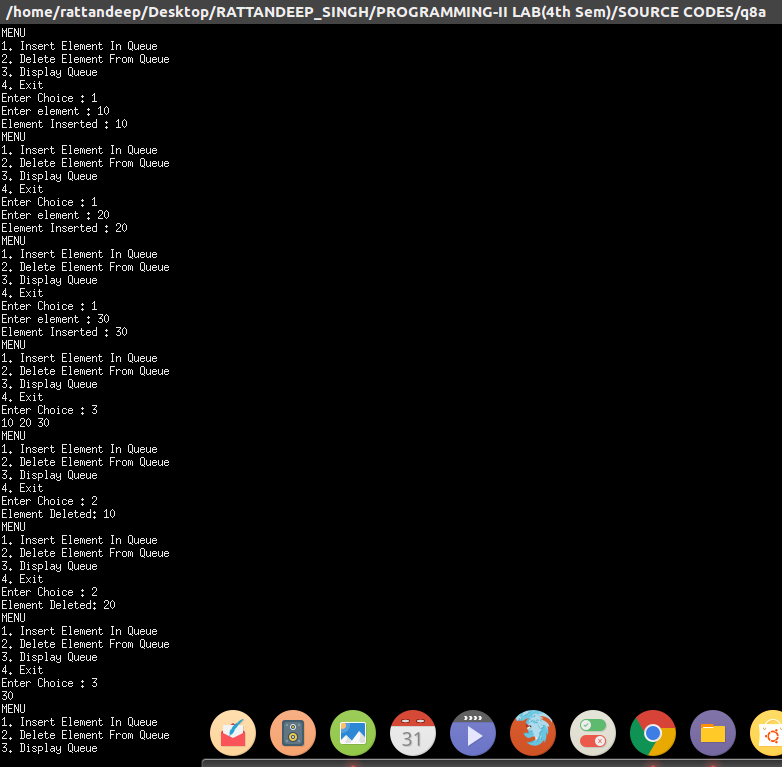 /home/rattandeep/Desktop/RATTANDEEP_SINGH/PROGRAMMING-II LAB(4th Sem)/SOURCE CODES/q8a
MENU
1. Insert Element In Queue
2. Delete Element From Queue
3. Display Queue
4. Exit
Enter Choice : 1
Enter element : 10
Element Inserted : 10
MENU
1. Insert Element In Queue
2. Delete Element From Queue
3. Display Queue
4. Exit
Enter Choice : 1
Enter element : 20
Element Inserted : 20
MENU
1. Insert Element In Queue
2. Delete Element From Queue
3. Display Queue
4. Exit
Enter Choice : 1
Enter element : 30
Element Inserted : 30
MENU
1. Insert Element In Queue
2. Delete Element From Queue
3. Display Queue
4. Exit
Enter Choice : 3
10 20 30
MENU
1. Insert Element In Queue
2. Delete Element From Queue
3. Display Queue
4. Exit
Enter Choice : 2
Element Deleted: 10
MENU
1. Insert Element In Queue
2. Delete Element From Queue
3. Display Queue
4. Exit
Enter Choice : 2
Element Deleted: 20
MENU
1. Insert Element In Queue
2. Delete Element From Queue
3. Display Queue
4. Exit
Enter Choice : 3
30
MENU
1. Insert Element In Queue
2. Delete Element From Queue
3. Display Queue
31